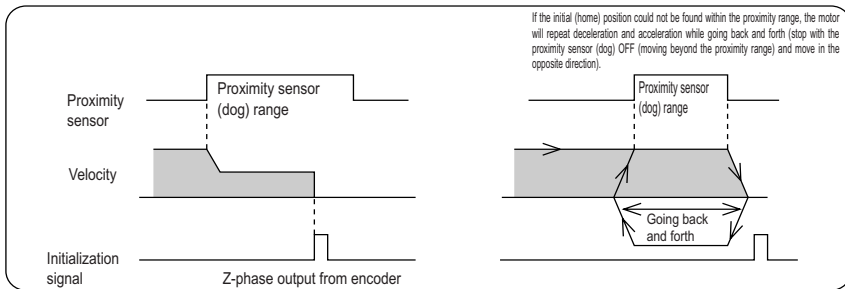 If the initial (home) position could not be found within the proximity range, the motor
will repeat deceleration and acceleration while going back and forth (stop with the
proximity sensor (dog) OFF (moving beyond the proximity range) and move in the
opposite direction).
Proximity
sensor
Proximity sensor
(dog) range
Proximity sensor
(dog) range
Velocity
Going back
and forth
Initialization
signal
Z-phase output from encoder